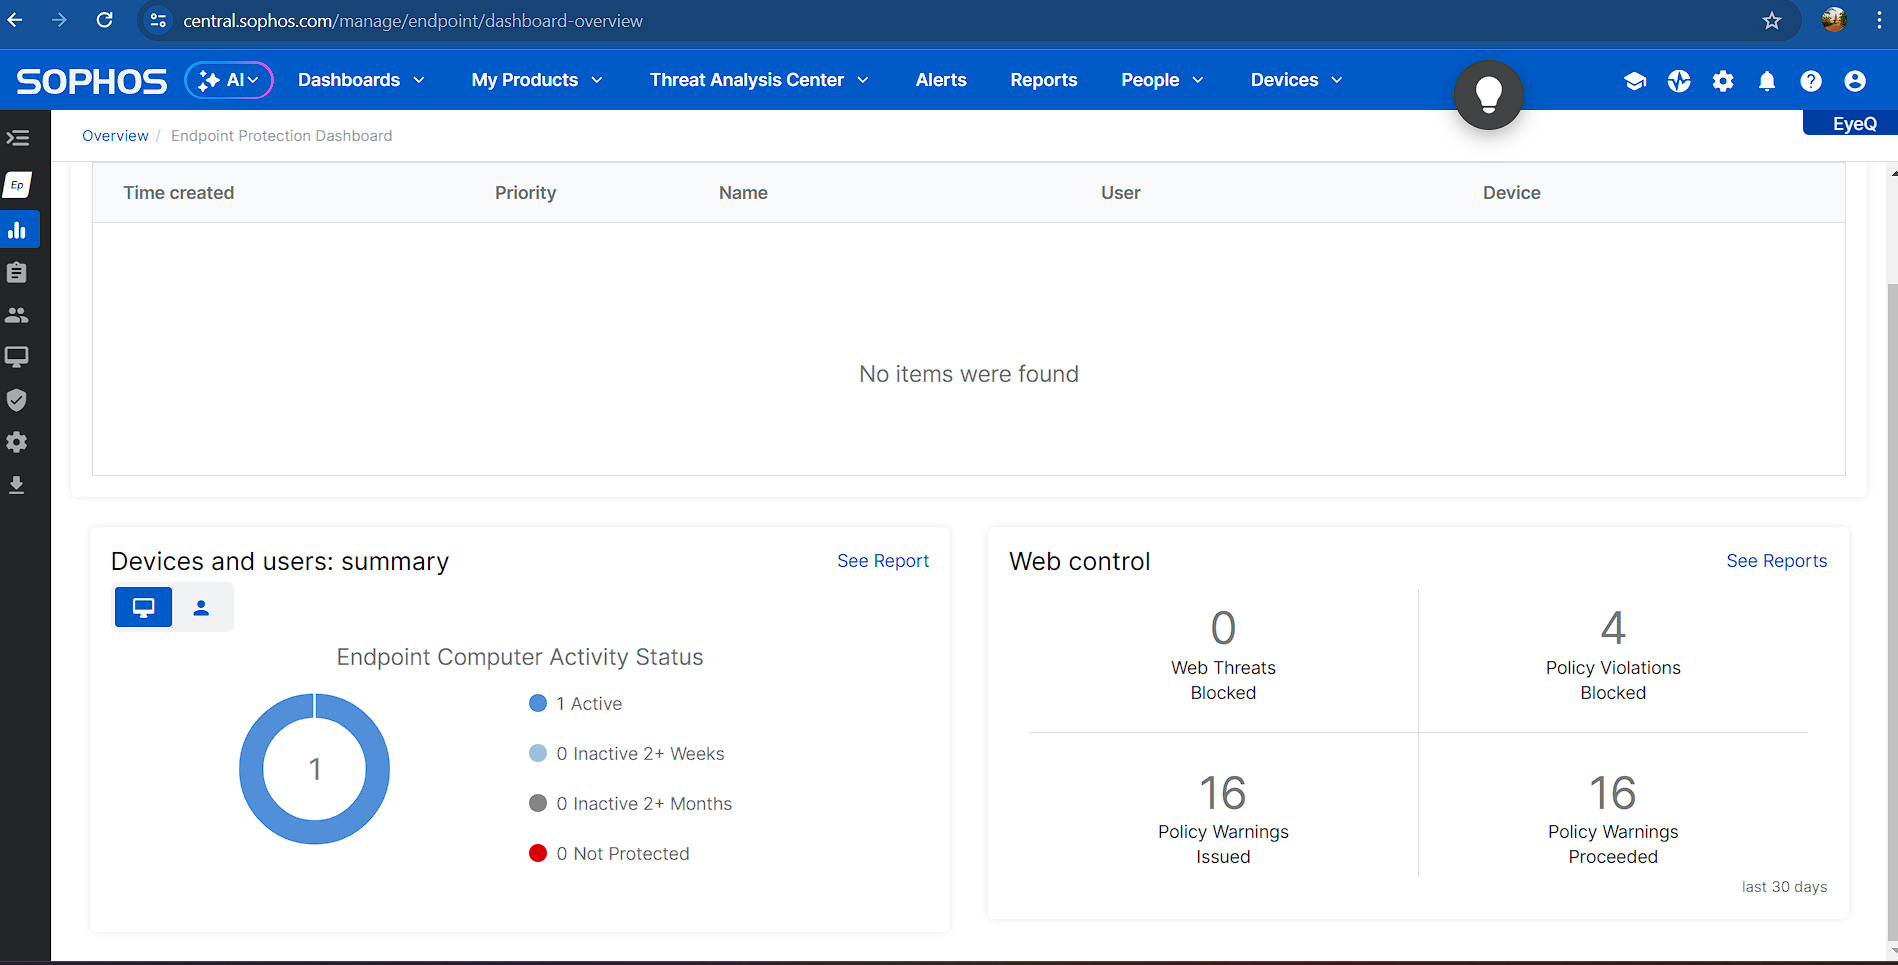 central.sophos.com/manage/endpoint/dashboard-overview
SOPHOS AI Dashboards My Products Threat Analysis Center Alerts Reports People Devices
EyeQ
Overview / Endpoint Protection Dashboard
Ep
Time created Priority Name User Device
No items were found
Devices and users: summary See Report
Endpoint Computer Activity Status
1
1 Active
0 Inactive 2+ Weeks
0 Inactive 2+ Months
0 Not Protected
Web control See Reports
0
Web Threats
Blocked
4
Policy Violations
Blocked
16
Policy Warnings
Issued
16
Policy Warnings
Proceeded
last 30 days